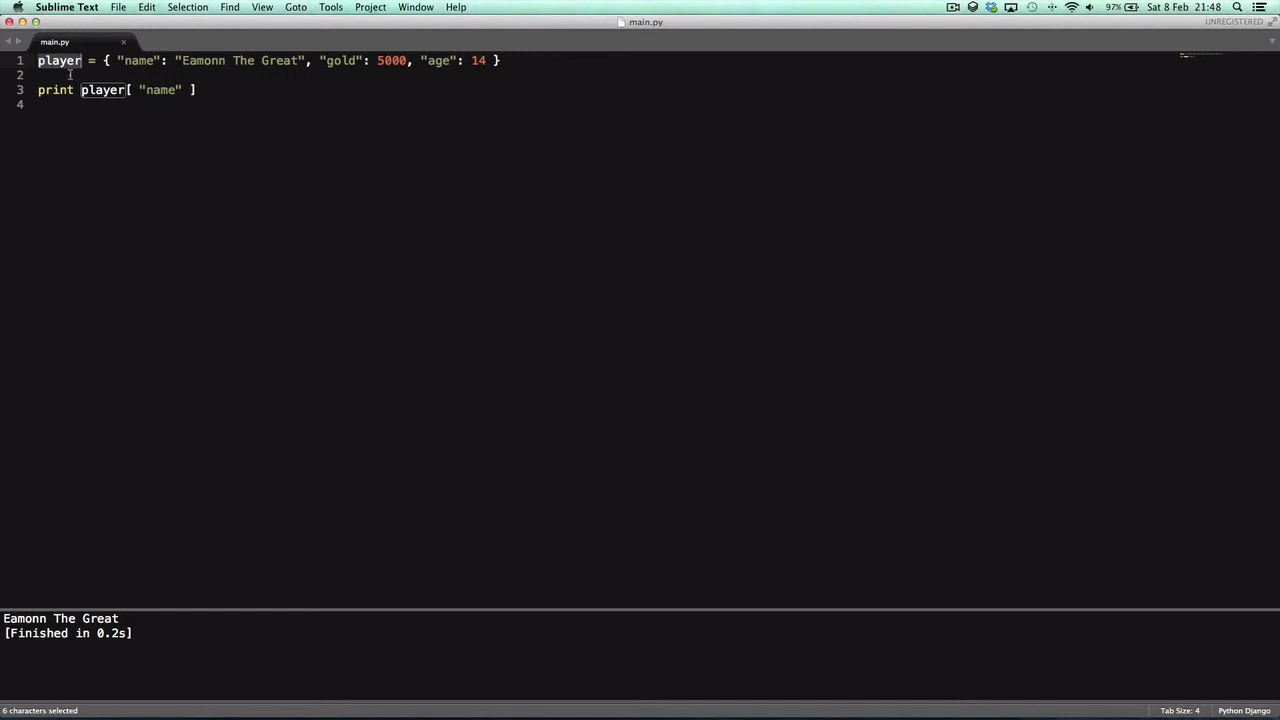 Sublime Text File Edit Selection Find View Goto Tools Project Window Help 97% Sat 8 Feb 21:48
main.py UNREGISTERED
main.py
1 player = { "name": "Eamonn The Great", "gold": 5000, "age": 14 }
2
3 print player[ "name" ]
4
Eamonn The Great
[Finished in 0.2s]
6 characters selected Tab Size: 4 Python Django